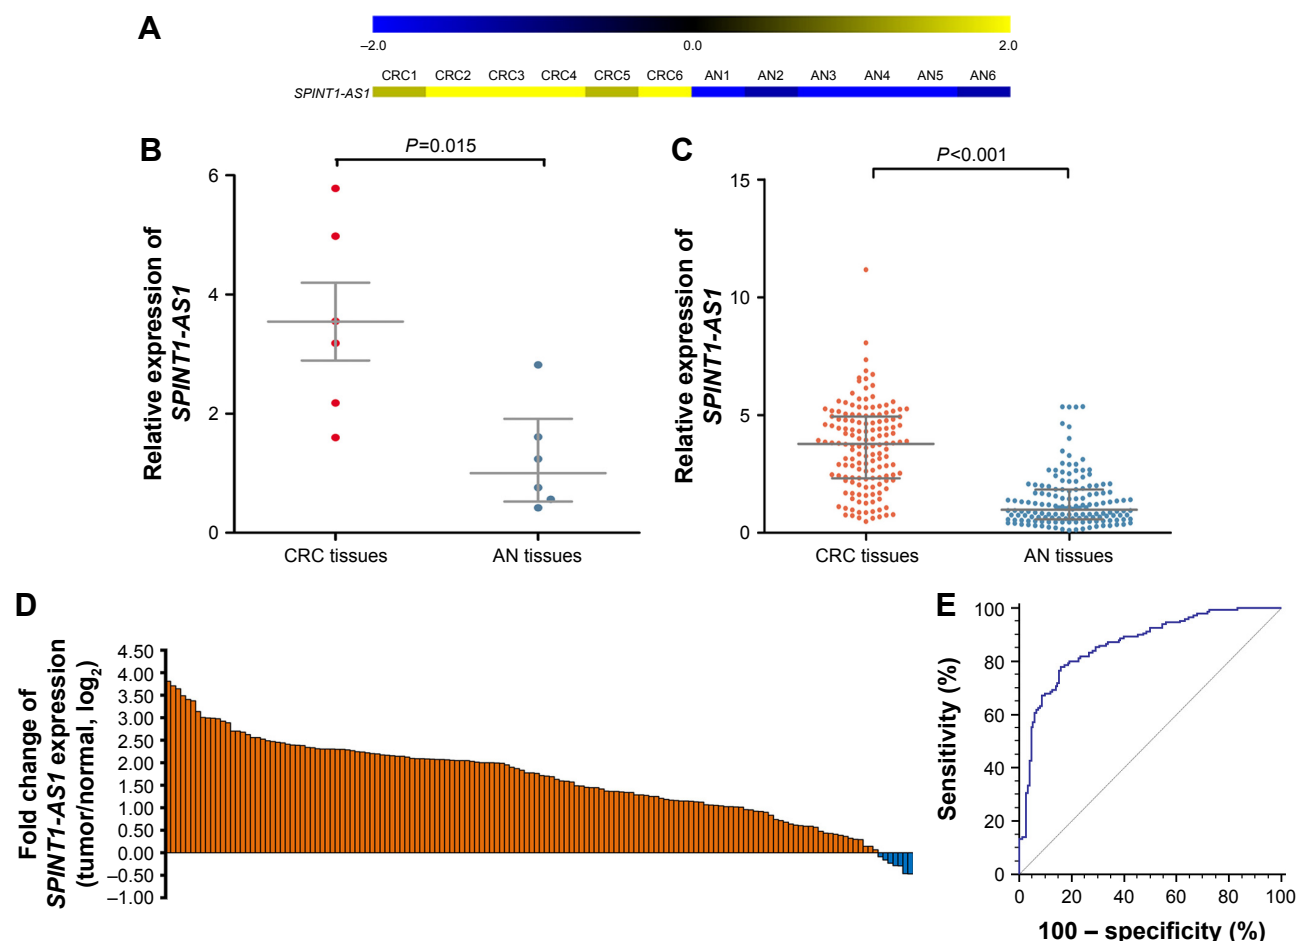 A
–2.0 0.0 2.0
CRC1 CRC2 CRC3 CRC4 CRC5 CRC6 AN1 AN2 AN3 AN4 AN5 AN6
SPINT1-AS1
B
P=0.015
Relative expression of
SPINT1-AS1
6
4
2
0
CRC tissues AN tissues
C
P<0.001
Relative expression of
SPINT1-AS1
15
10
5
0
CRC tissues AN tissues
D
Fold change of
SPINT1-AS1 expression
(tumor/normal, log2)
4.50
4.00
3.50
3.00
2.50
2.00
1.50
1.00
0.50
0.00
–0.50
–1.00
E
Sensitivity (%)
100
80
60
40
20
0
0 20 40 60 80 100
100 – specificity (%)